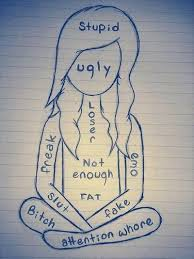 Stupid
ugly
Loser
freak
Not
enough
emo
FAT
slut
fake
Bitch
attention whore